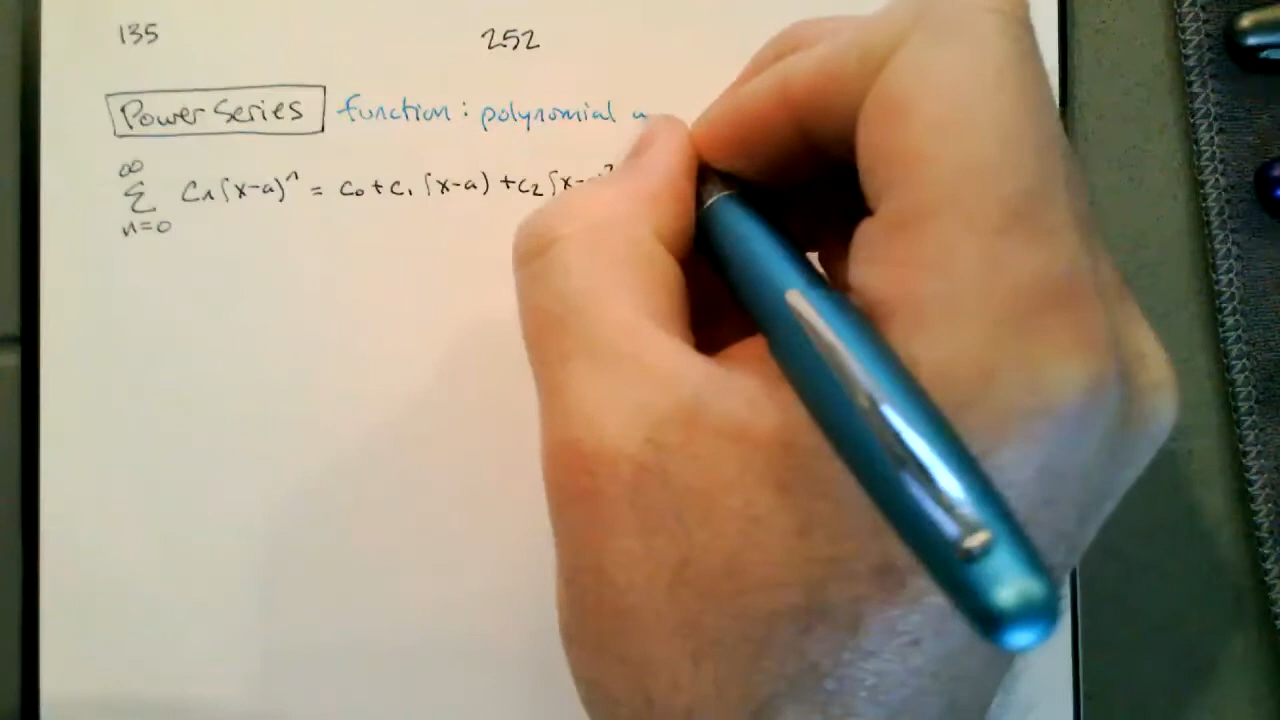 135 252
Power Series function: polynomial
∞
Σ cₙ(x-a)ⁿ = c₀+c₁(x-a)+c₂(x-
n=0